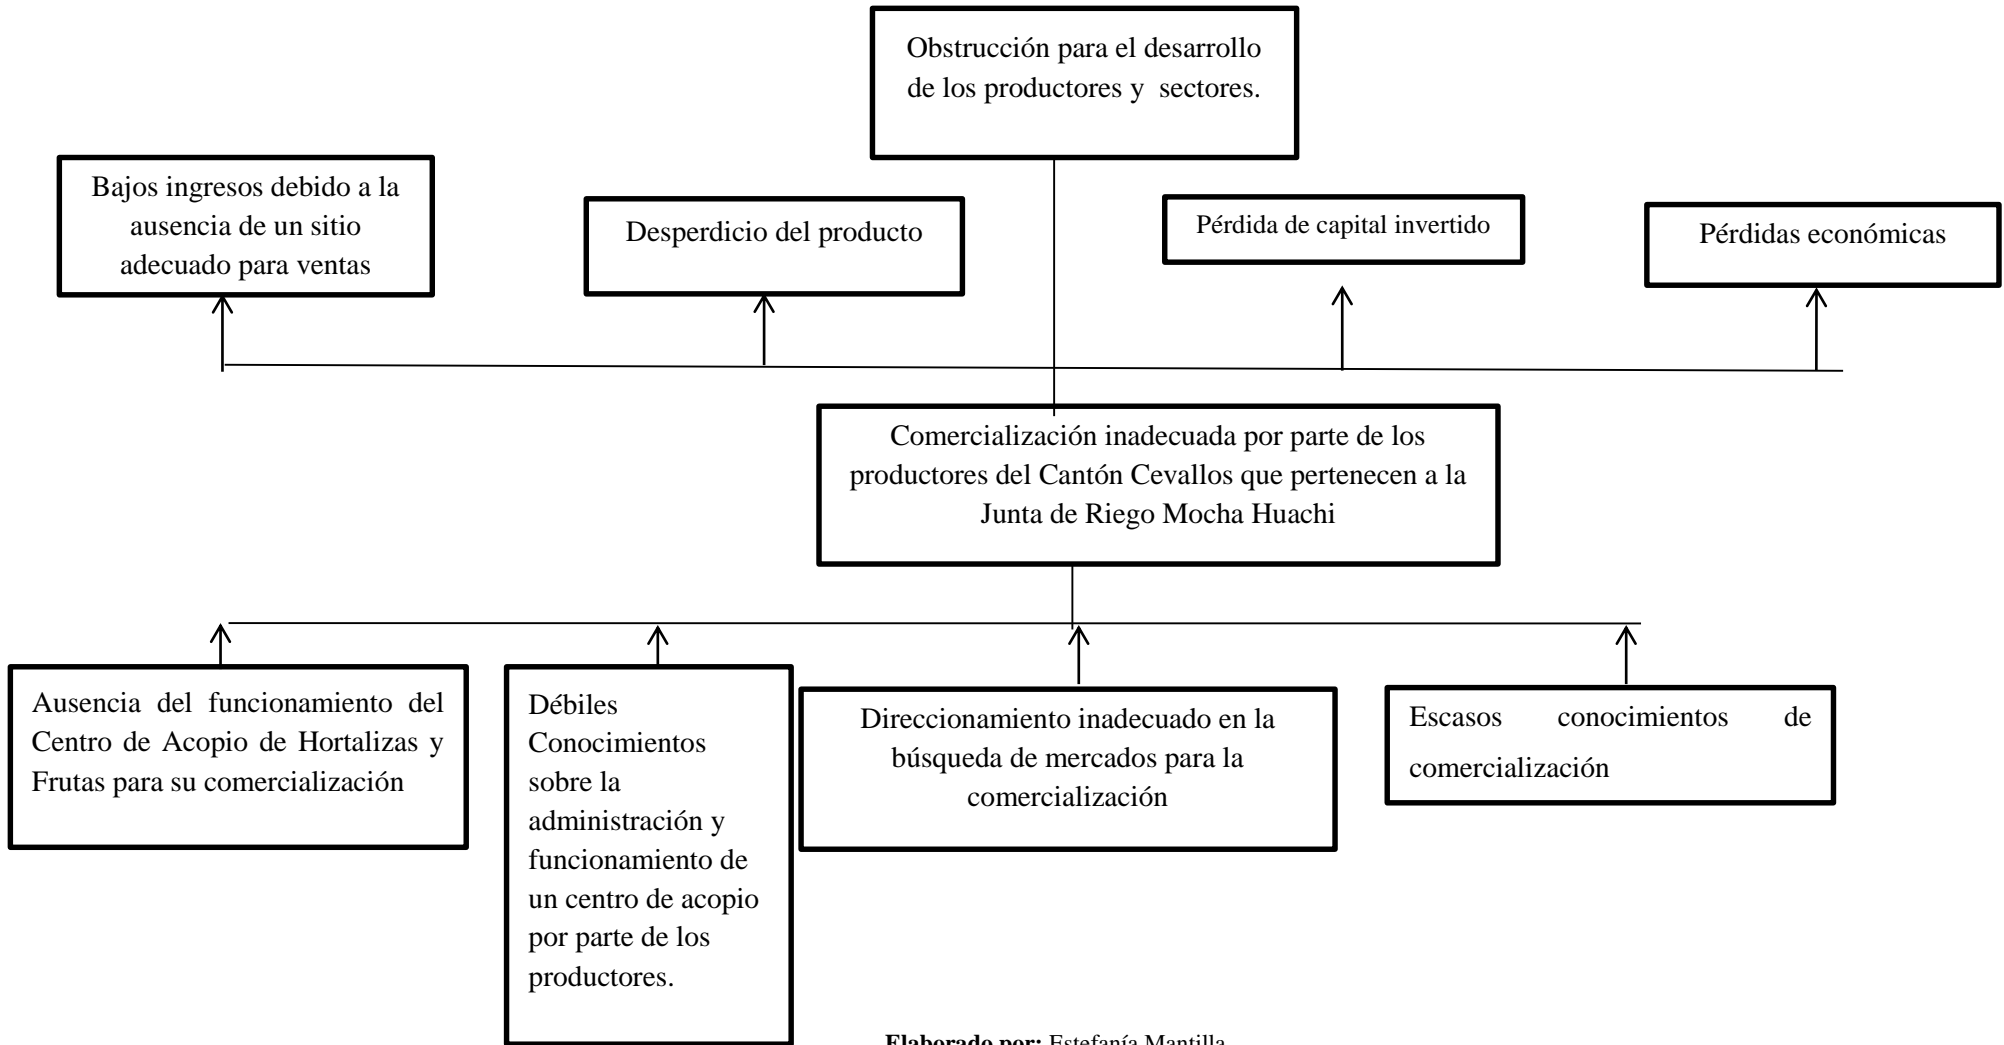 Obstrucción para el desarrollo
de los productores y sectores.
Bajos ingresos debido a la
ausencia de un sitio
adecuado para ventas
Desperdicio del producto
Pérdida de capital invertido
Pérdidas económicas
Comercialización inadecuada por parte de los
productores del Cantón Cevallos que pertenecen a la
Junta de Riego Mocha Huachi
Ausencia del funcionamiento del
Centro de Acopio de Hortalizas y
Frutas para su comercialización
Débiles
Conocimientos
sobre la
administración y
funcionamiento de
un centro de acopio
por parte de los
productores.
Direccionamiento inadecuado en la
búsqueda de mercados para la
comercialización
Escasos conocimientos de
comercialización
Elaborado por: Estefanía Mantilla